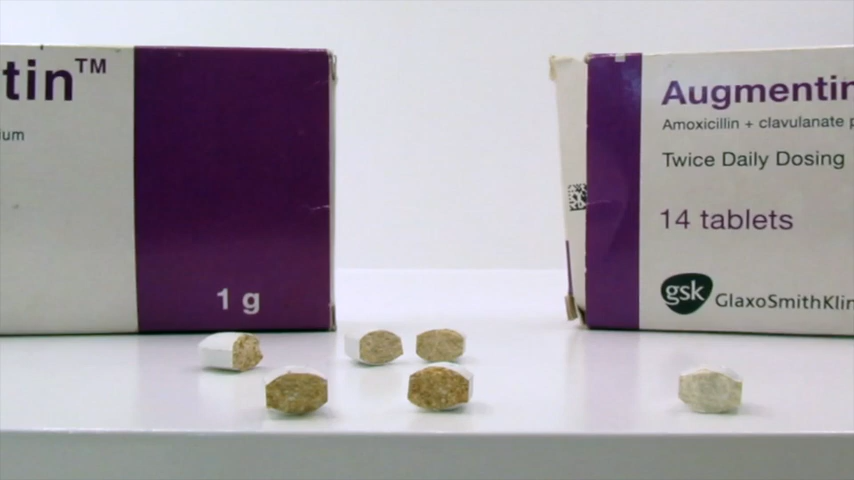 tin™
ium
1 g
Augmentin
Amoxicillin + clavulanate p
Twice Daily Dosing
14 tablets
gsk GlaxoSmithKlin